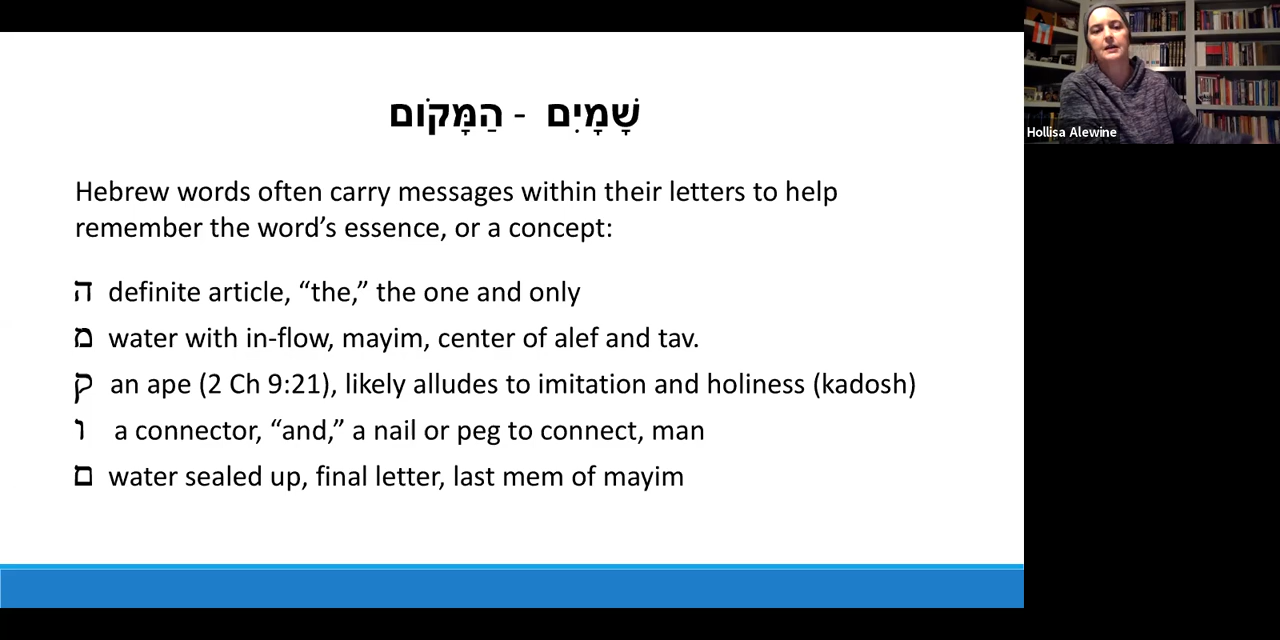 שָׁמָיִם - הַמָּקֹום
Hebrew words often carry messages within their letters to help
remember the word’s essence, or a concept:
ה definite article, “the,” the one and only
מ water with in-flow, mayim, center of alef and tav.
ק an ape (2 Ch 9:21), likely alludes to imitation and holiness (kadosh)
ו a connector, “and,” a nail or peg to connect, man
ם water sealed up, final letter, last mem of mayim
Hollisa Alewine